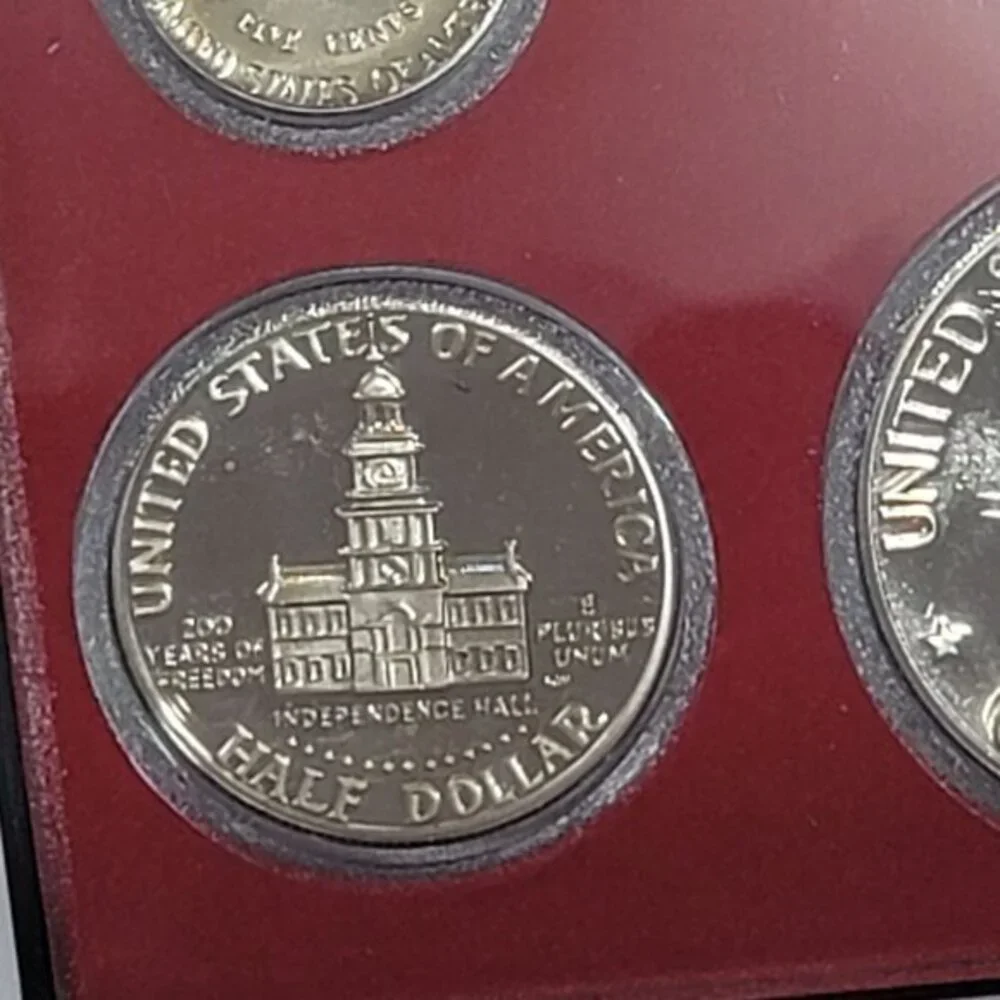 FIVE CENTS
UNITED STATES OF AMERICA
UNITED STATES OF AMERICA
200
YEARS OF
FREEDOM
E
PLURIBUS
UNUM
INDEPENDENCE HALL
HALF DOLLAR
UNITED